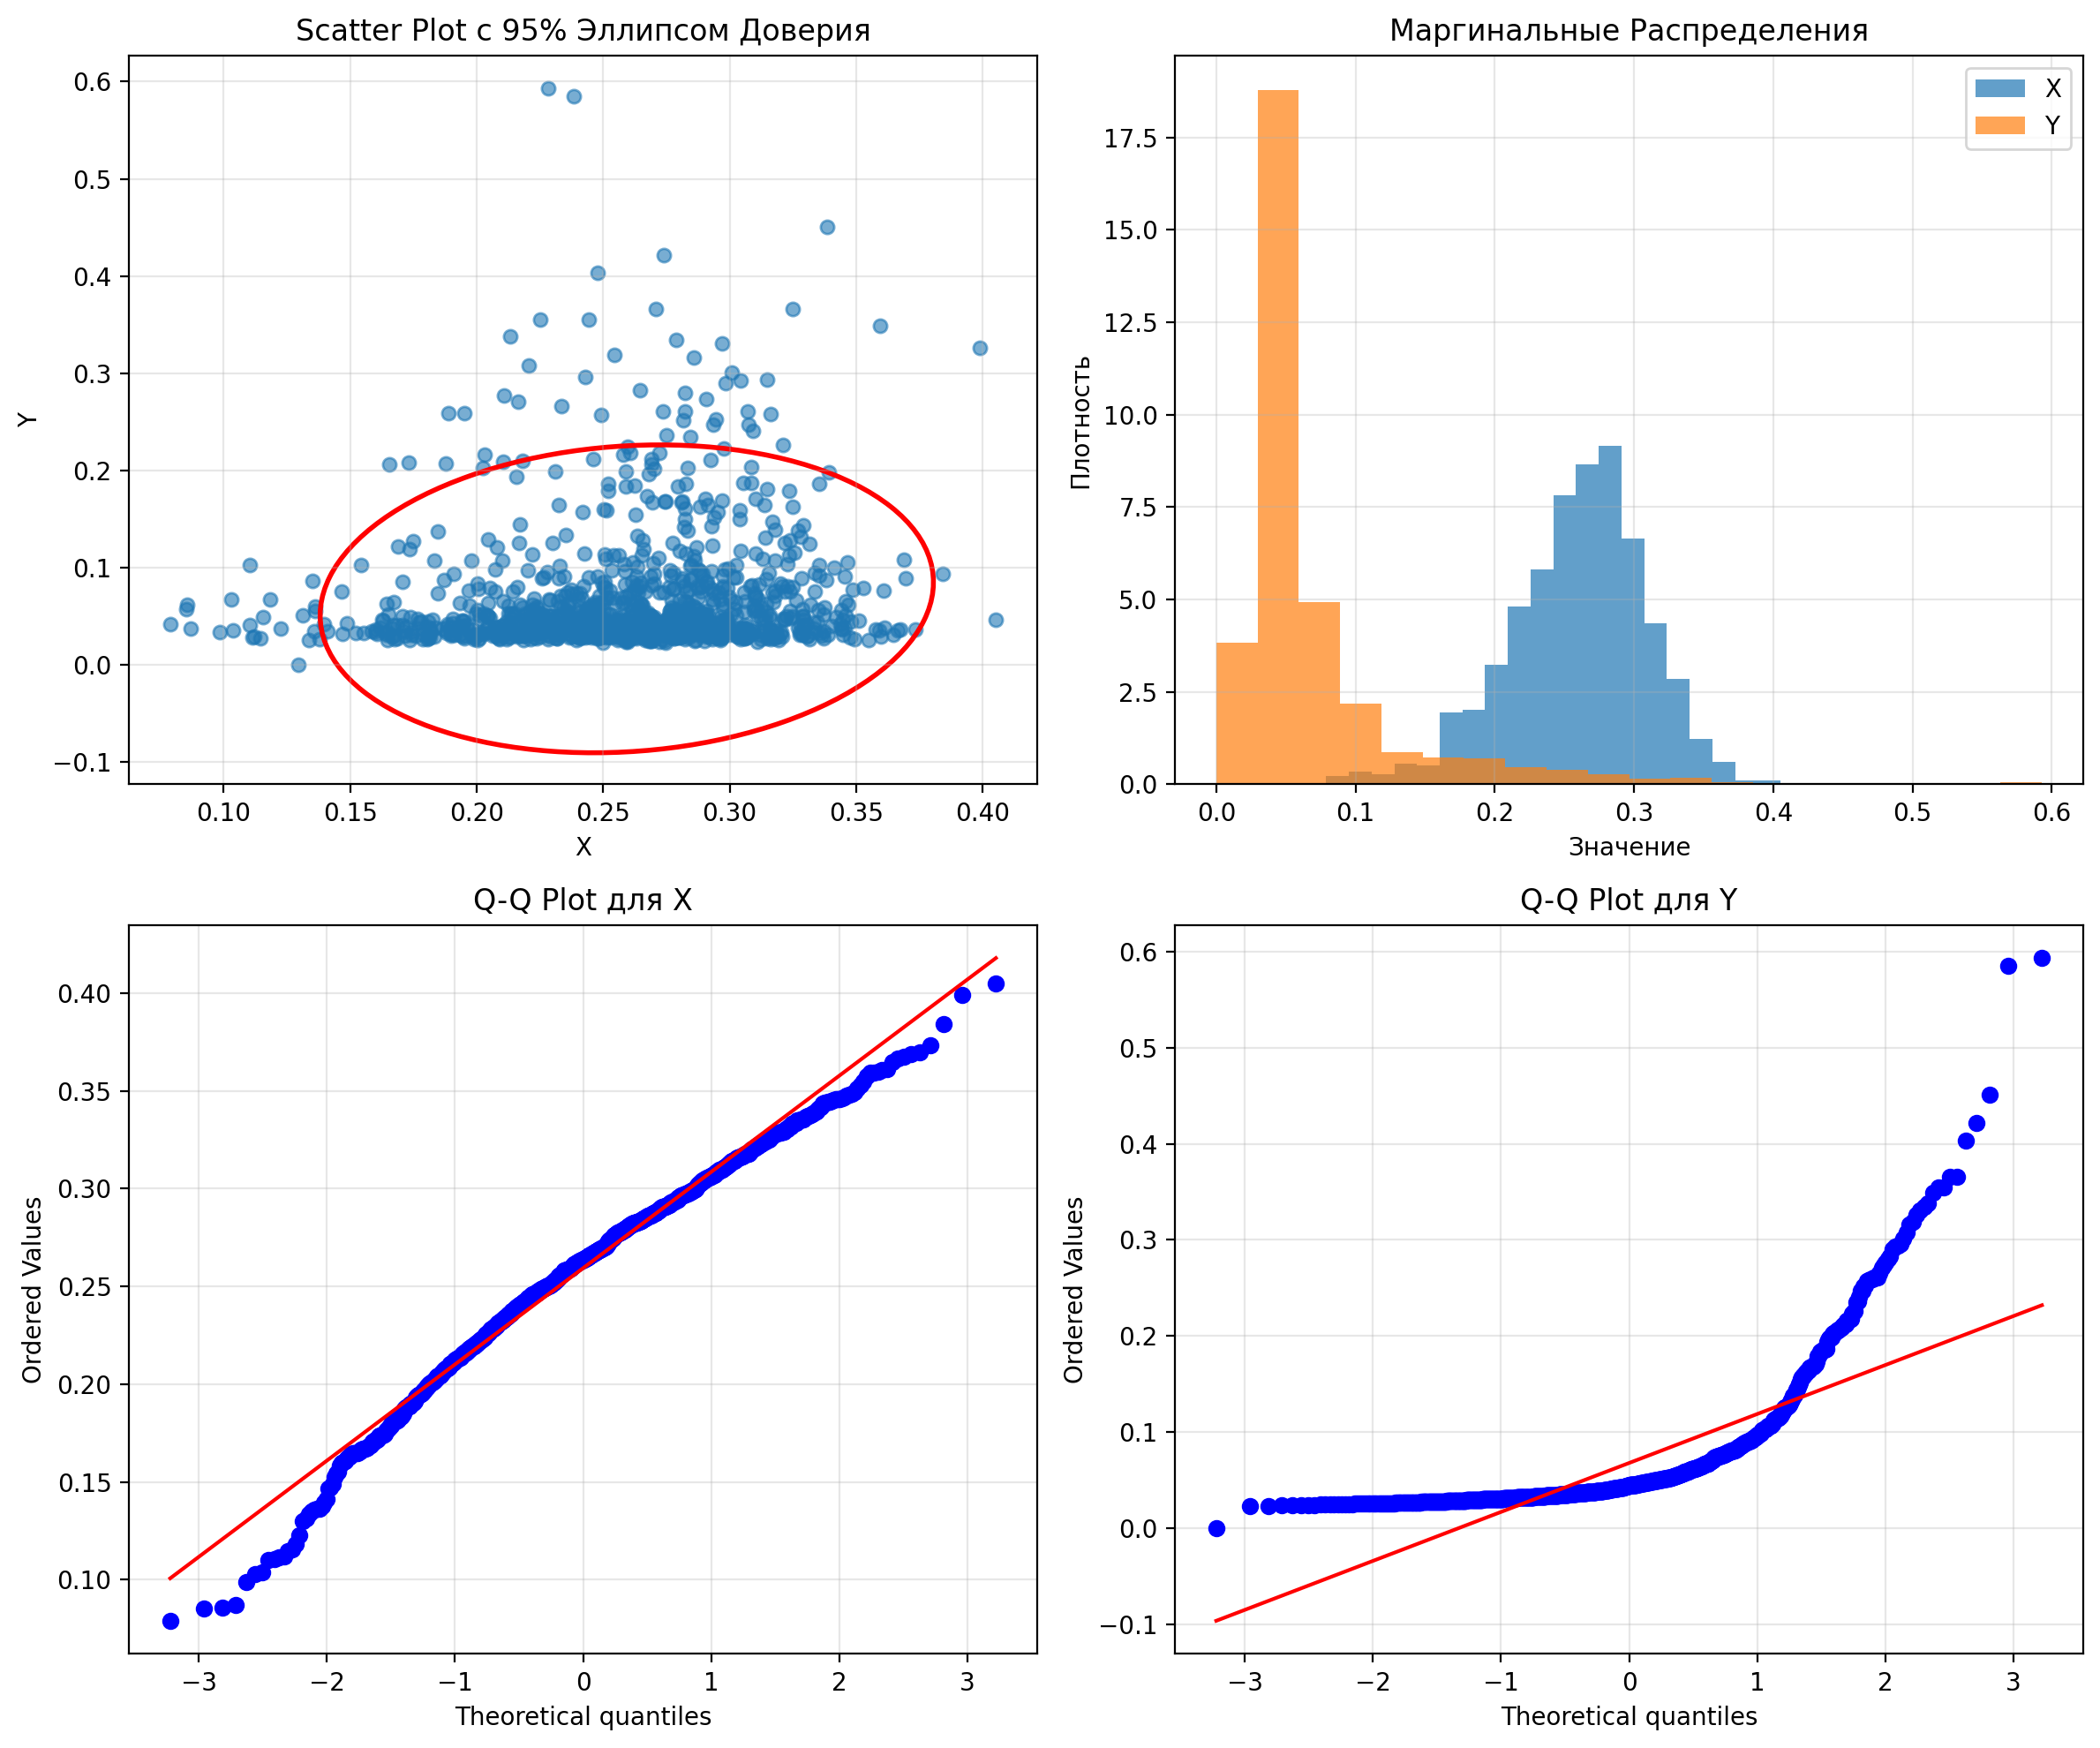 Scatter Plot с 95% Эллипсом Доверия
0.6
0.5
0.4
0.3
0.2
0.1
0.0
−0.1
Y
0.10 0.15 0.20 0.25 0.30 0.35 0.40
X
Маргинальные Распределения
X
Y
17.5
15.0
12.5
10.0
7.5
5.0
2.5
0.0
Плотность
0.0 0.1 0.2 0.3 0.4 0.5 0.6
Значение
Q-Q Plot для X
0.40
0.35
0.30
0.25
0.20
0.15
0.10
Ordered Values
−3 −2 −1 0 1 2 3
Theoretical quantiles
Q-Q Plot для Y
0.6
0.5
0.4
0.3
0.2
0.1
0.0
−0.1
Ordered Values
−3 −2 −1 0 1 2 3
Theoretical quantiles